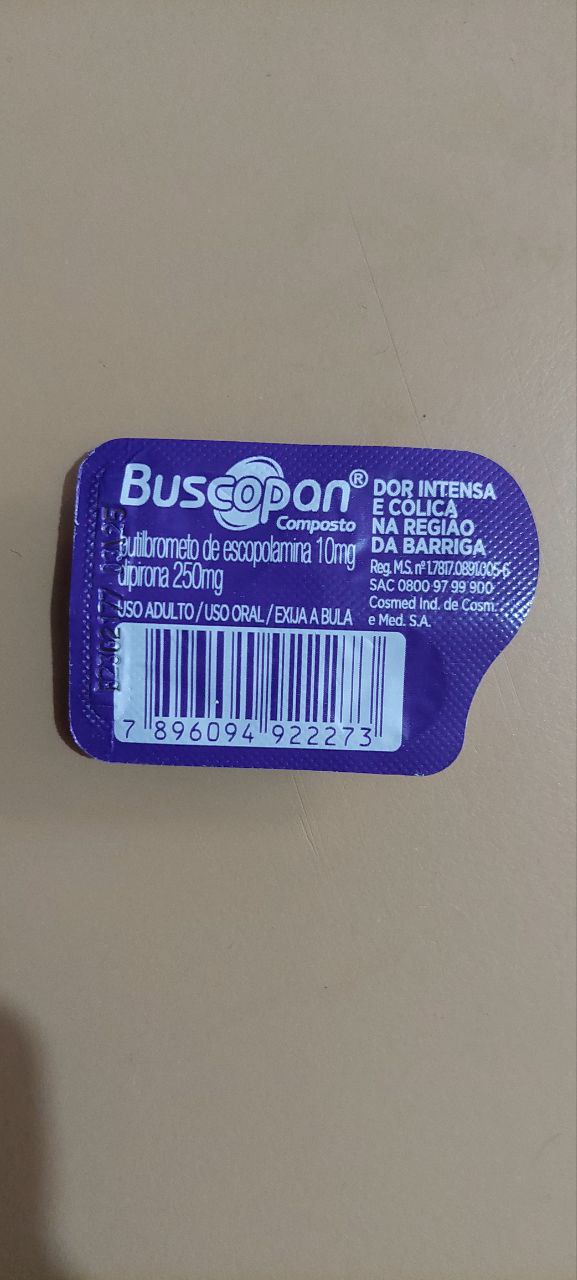 Buscopan®
Composto
butilbrometo de escopolamina 10mg
dipirona 250mg
USO ADULTO / USO ORAL / EXIJA A BULA
7 896094 922273
DOR INTENSA
E CÓLICA
NA REGIÃO
DA BARRIGA
Reg. M.S. nº 1.7817.0891.005-6
SAC 0800 97 99 900
Cosmed Ind. de Cosm.
e Med. S.A.